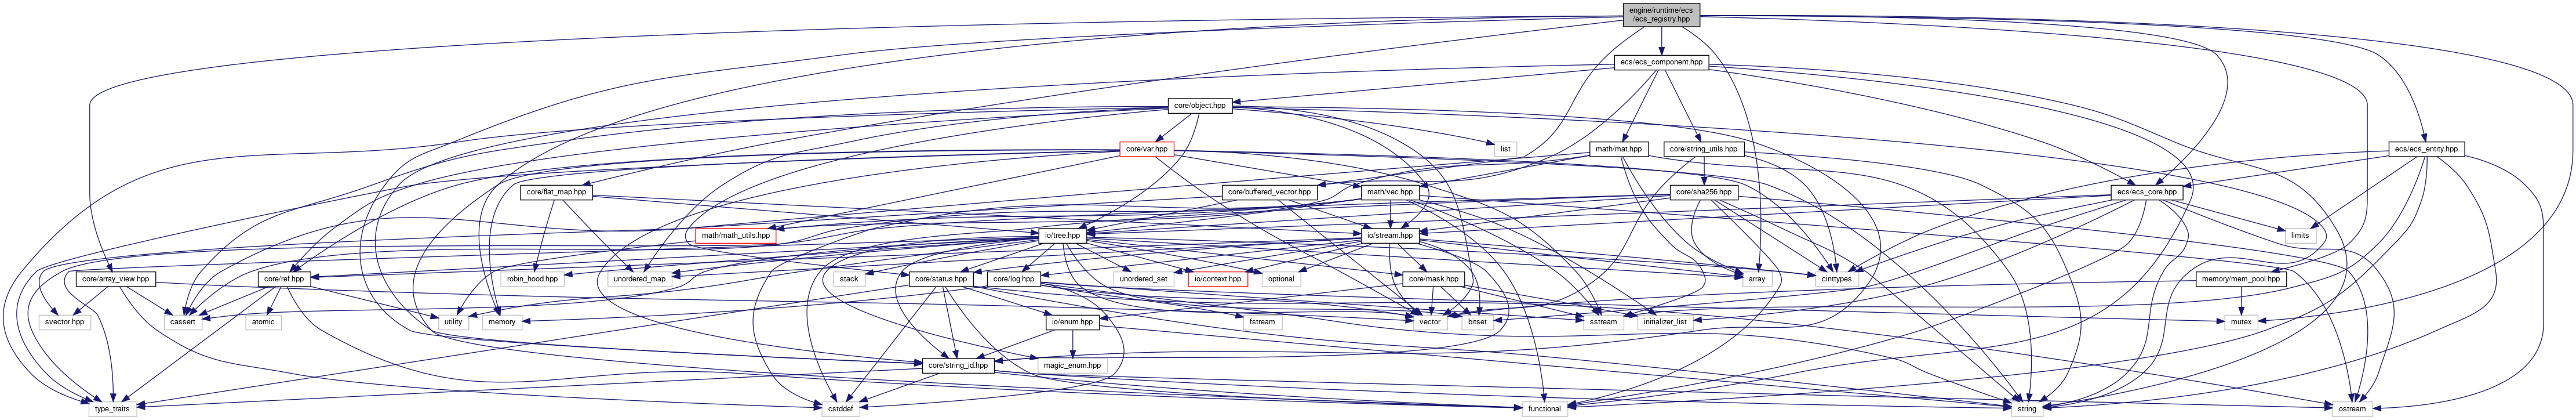 engine/runtime/ecs
/ecs_registry.hpp
ecs/ecs_component.hpp
core/object.hpp
core/var.hpp
list
math/mat.hpp
core/string_utils.hpp
ecs/ecs_entity.hpp
core/flat_map.hpp
core/buffered_vector.hpp
math/vec.hpp
core/sha256.hpp
ecs/ecs_core.hpp
math/math_utils.hpp
io/tree.hpp
io/stream.hpp
limits
core/array_view.hpp
core/ref.hpp
robin_hood.hpp
unordered_map
stack
core/status.hpp
core/log.hpp
unordered_set
io/context.hpp
optional
core/mask.hpp
array
cinttypes
memory/mem_pool.hpp
svector.hpp
cassert
atomic
utility
memory
io/enum.hpp
fstream
vector
bitset
sstream
initializer_list
mutex
core/string_id.hpp
magic_enum.hpp
type_traits
cstddef
functional
string
ostream